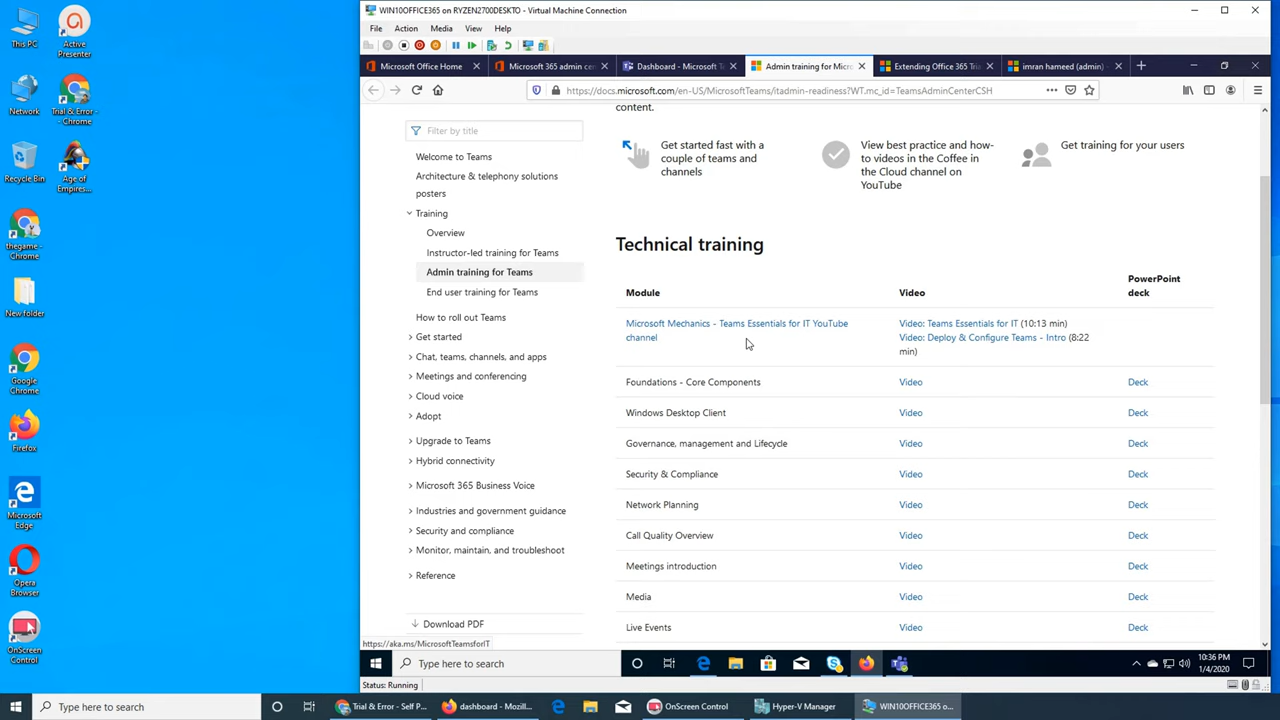 This PC
Active
Presenter
Network
Trial & Error -
- Chrome
Recycle Bin
Age of
Empires...
thegame -
Chrome
New folder
Google
Chrome
Firefox
Microsoft
Edge
Opera
Browser
OnScreen
Control
WIN10OFFICE365 on RYZEN2700DESKTO - Virtual Machine Connection
File Action Media View Help
Microsoft Office Home
Microsoft 365 admin cen
Dashboard - Microsoft T
Admin training for Micro
Extending Office 365 Tria
imran hameed (admin) -
https://docs.microsoft.com/en-US/MicrosoftTeams/itadmin-readiness?WT.mc_id=TeamsAdminCenterCSH
content.
Filter by title
Welcome to Teams
Architecture & telephony solutions
posters
Training
Overview
Instructor-led training for Teams
Admin training for Teams
End user training for Teams
How to roll out Teams
Get started
Chat, teams, channels, and apps
Meetings and conferencing
Cloud voice
Adopt
Upgrade to Teams
Hybrid connectivity
Microsoft 365 Business Voice
Industries and government guidance
Security and compliance
Monitor, maintain, and troubleshoot
Reference
Download PDF
https://aka.ms/MicrosoftTeamsforIT
Get started fast with a
couple of teams and
channels
View best practice and how-
to videos in the Coffee in
the Cloud channel on
YouTube
Get training for your users
Technical training
Module Video PowerPoint
deck
Microsoft Mechanics - Teams Essentials for IT YouTube
channel
Video: Teams Essentials for IT (10:13 min)
Video: Deploy & Configure Teams - Intro (8:22
min)
Foundations - Core Components Video Deck
Windows Desktop Client Video Deck
Governance, management and Lifecycle Video Deck
Security & Compliance Video Deck
Network Planning Video Deck
Call Quality Overview Video Deck
Meetings introduction Video Deck
Media Video Deck
Live Events Video Deck
Type here to search
10:36 PM
1/4/2020
Status: Running
Type here to search
Trial & Error - Self P...
dashboard - Mozill...
OnScreen Control
Hyper-V Manager
WIN10OFFICE365 o...